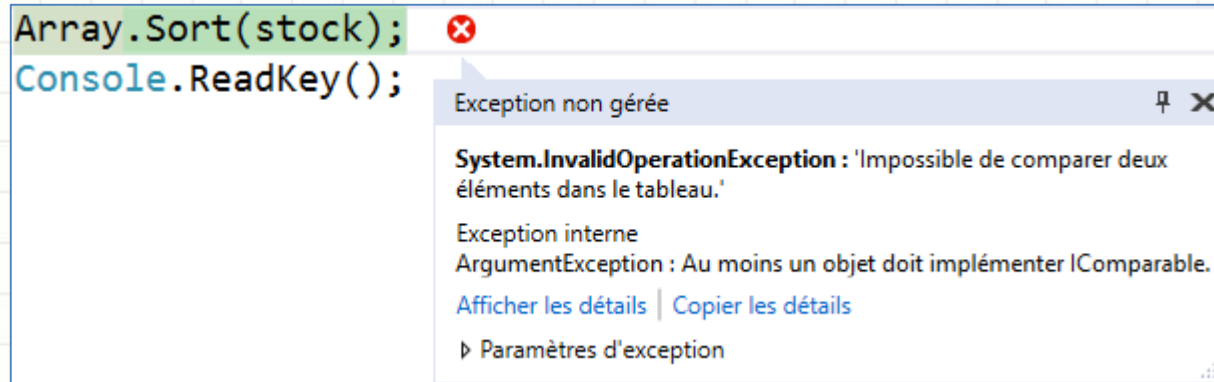 Array.Sort(stock);
Console.ReadKey();
Exception non gérée
System.InvalidOperationException : 'Impossible de comparer deux
éléments dans le tableau.'
Exception interne
ArgumentException : Au moins un objet doit implémenter IComparable.
Afficher les détails | Copier les détails
Paramètres d'exception